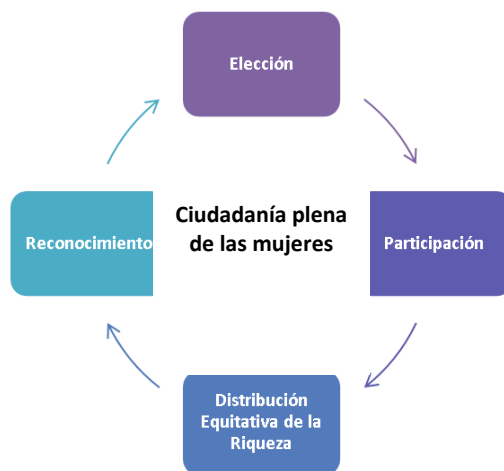 Elección
Ciudadanía plena
de las mujeres
Reconocimiento
Participación
Distribución
Equitativa de la
Riqueza